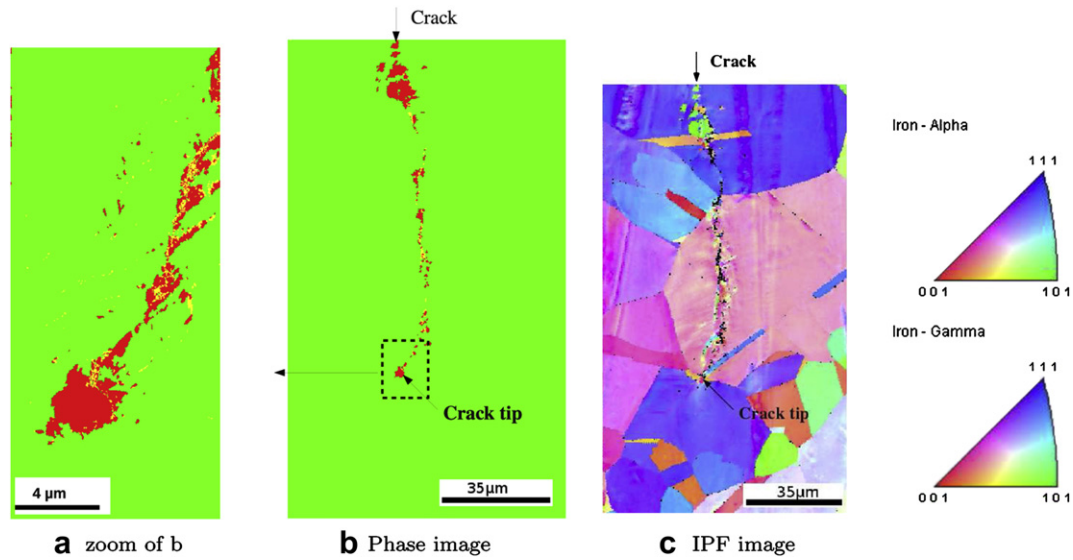 Crack
Crack
Iron - Alpha
1 1 1
0 0 1
1 0 1
Iron - Gamma
1 1 1
0 0 1
1 0 1
Crack tip
Crack tip
4 µm
35µm
35µm
a zoom of b
b Phase image
c IPF image